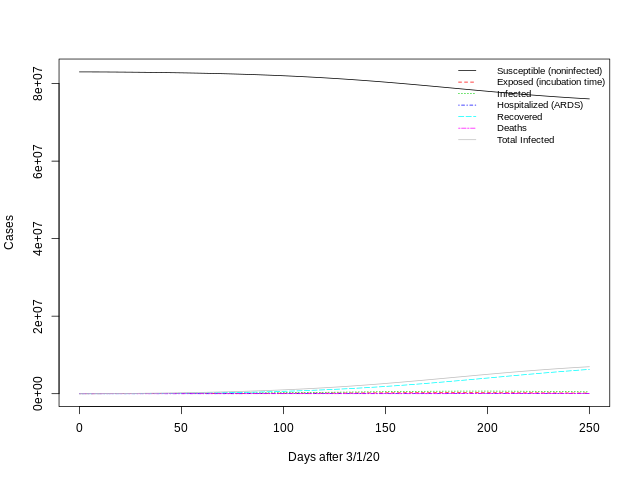 Susceptible (noninfected)
Exposed (incubation time)
Infected
Hospitalized (ARDS)
Recovered
Deaths
Total Infected
Cases
8e+07
6e+07
4e+07
2e+07
0e+00
0 50 100 150 200 250
Days after 3/1/20